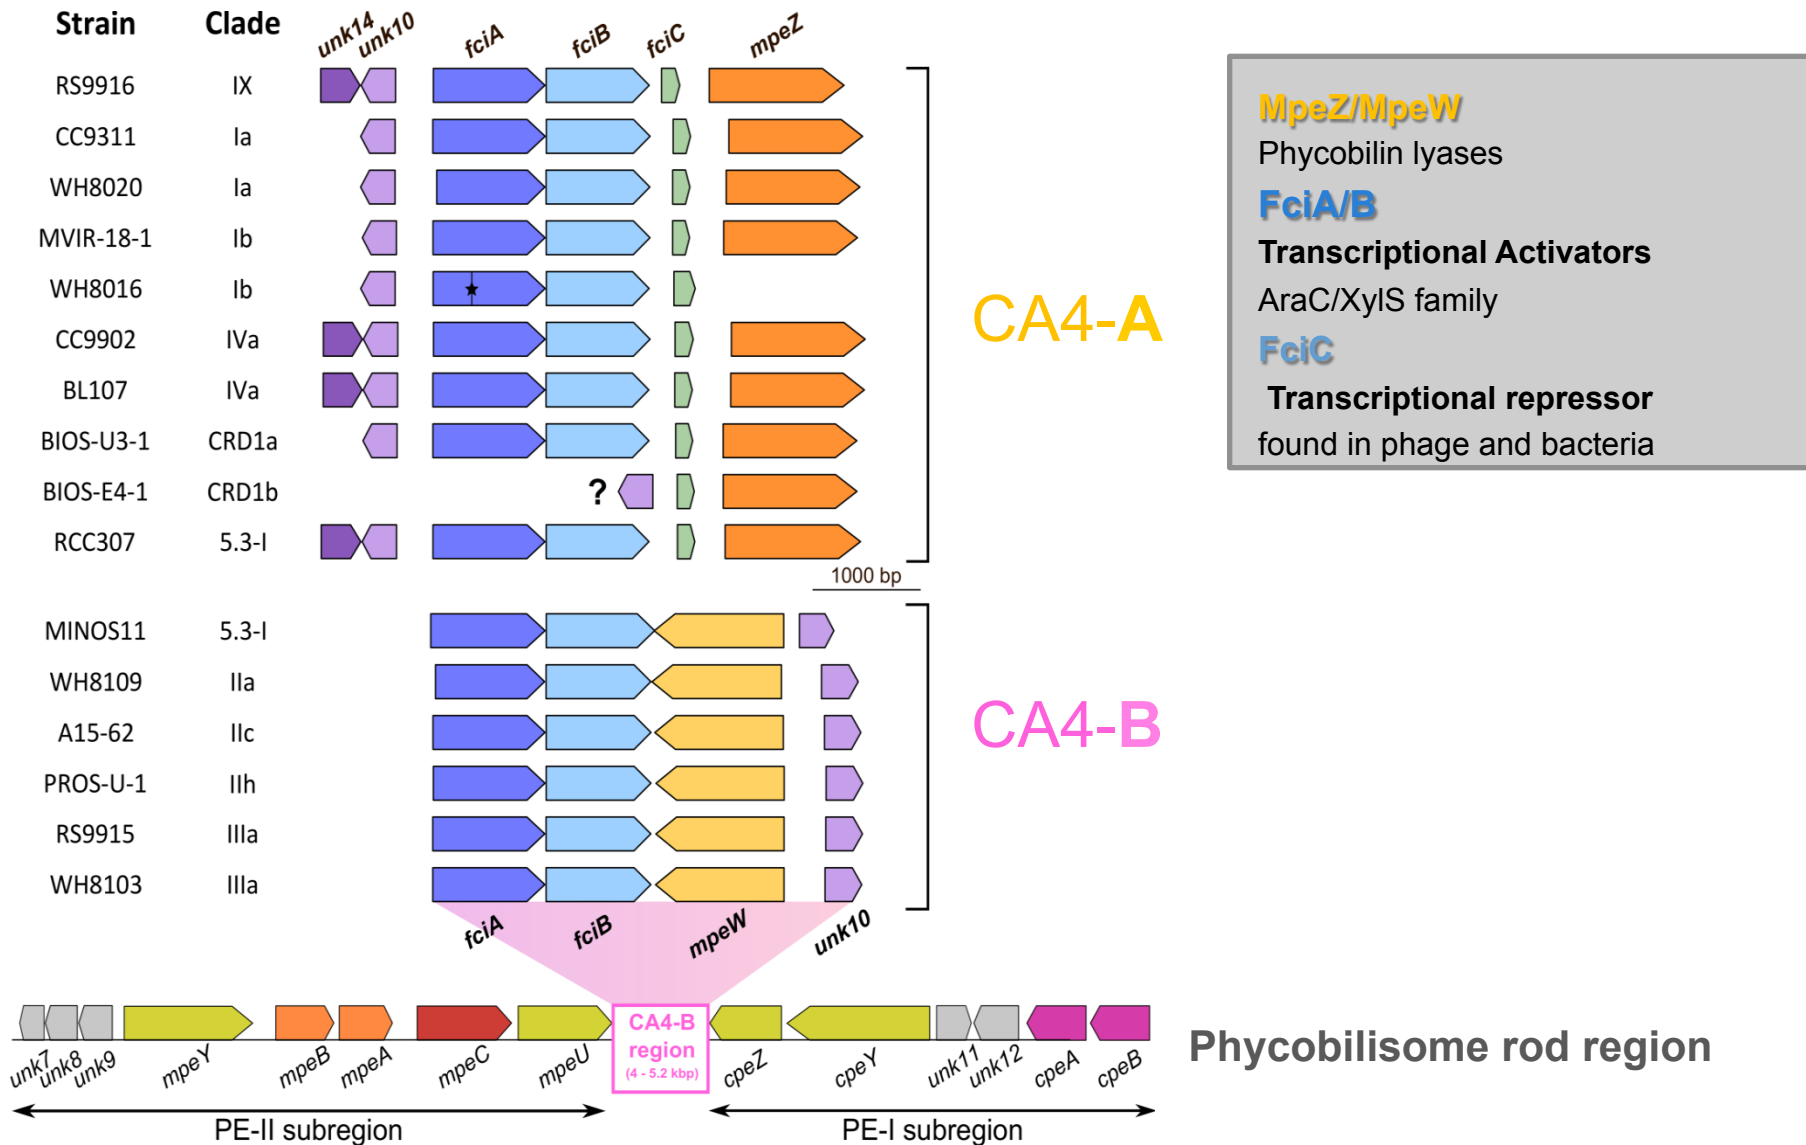 Strain Clade unk14 unk10 fciA fciB fciC mpeZ
RS9916 IX
CC9311 Ia
WH8020 Ia
MVIR-18-1 Ib
WH8016 Ib
CC9902 IVa
BL107 IVa
BIOS-U3-1 CRD1a
BIOS-E4-1 CRD1b ?
RCC307 5.3-I
1000 bp
CA4-A
MINOS11 5.3-I
WH8109 IIa
A15-62 IIc
PROS-U-1 IIh
RS9915 IIIa
WH8103 IIIa
CA4-B
fciA fciB mpeW unk10
MpeZ/MpeW
Phycobilin lyases
FciA/B
Transcriptional Activators
AraC/XylS family
FciC
Transcriptional repressor
found in phage and bacteria
CA4-B
region
(4 - 5.2 kbp)
unk7 unk8 unk9 mpeY mpeB mpeA mpeC mpeU cpeZ cpeY unk11 unk12 cpeA cpeB
Phycobilisome rod region
PE-II subregion PE-I subregion